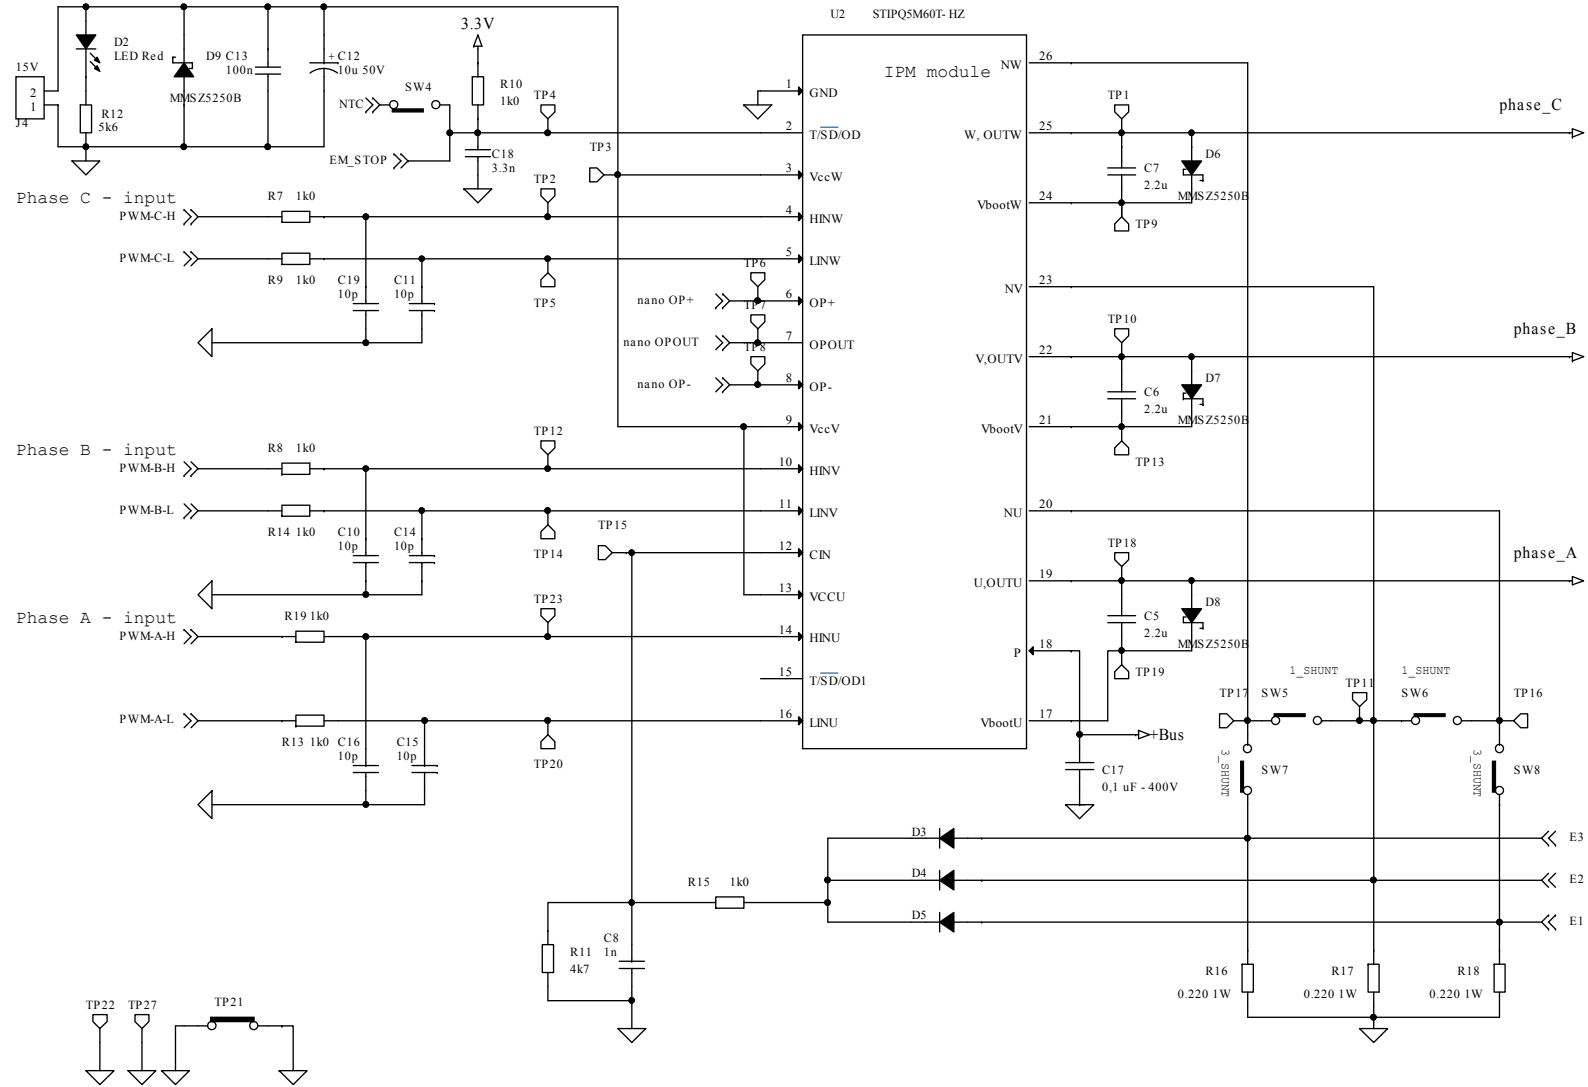 U2 STIPQ5M60T-HZ
IPM module
15V
2
1
J4
D2
LED Red
R12
5k6
D9
MMSZ5250B
C13
100n
+
C12
10u 50V
3.3V
R10
1k0
SW4
NTC
EM_STOP
TP4
C18
3.3n
TP3
1 GND
2 T/SD/OD
3 VccW
4 HINW
5 LINW
6 OP+
7 OPOUT
8 OP-
9 VccV
10 HINV
11 LINV
12 CIN
13 VCCU
14 HINU
15 T/SD/OD1
16 LINU
Phase C - input
PWM-C-H
R7 1k0
TP2
PWM-C-L
R9 1k0
C19
10p
C11
10p
TP5
TP6
nano OP+
TP7
nano OPOUT
TP8
nano OP-
Phase B - input
PWM-B-H
R8 1k0
TP12
PWM-B-L
R14 1k0
C10
10p
C14
10p
TP14
TP15
Phase A - input
PWM-A-H
R19 1k0
TP23
PWM-A-L
R13 1k0
C16
10p
C15
10p
TP20
NW 26
W, OUTW 25
VbootW 24
NV 23
V,OUTV 22
VbootV 21
NU 20
U,OUTU 19
P 18
VbootU 17
TP1
phase_C
C7
2.2u
D6
MMSZ5250B
TP9
TP10
phase_B
C6
2.2u
D7
MMSZ5250B
TP13
TP18
phase_A
C5
2.2u
D8
MMSZ5250B
TP19
+Bus
C17
0,1 uF - 400V
1_SHUNT
1_SHUNT
TP17
SW5
TP11
SW6
TP16
3_SHUNT
SW7
3_SHUNT
SW8
D3
E3
D4
E2
D5
E1
R15 1k0
R11
4k7
C8
1n
R16
0.220 1W
R17
0.220 1W
R18
0.220 1W
TP22
TP27
TP21